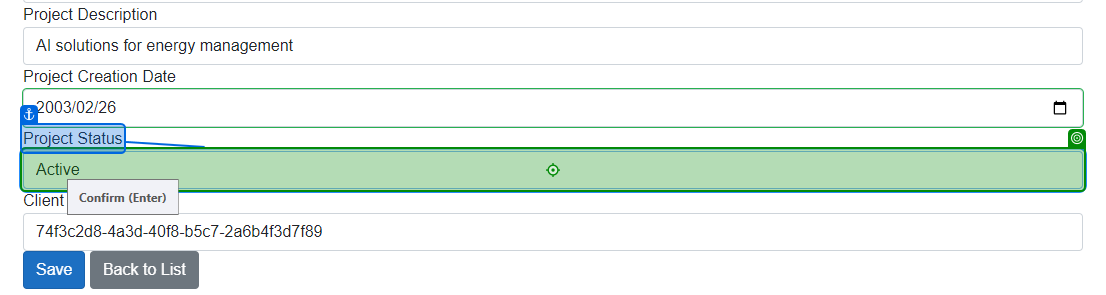 Project Description
AI solutions for energy management
Project Creation Date
2003/02/26
Project Status
Active
Confirm (Enter)
Client
74f3c2d8-4a3d-40f8-b5c7-2a6b4f3d7f89
Save Back to List